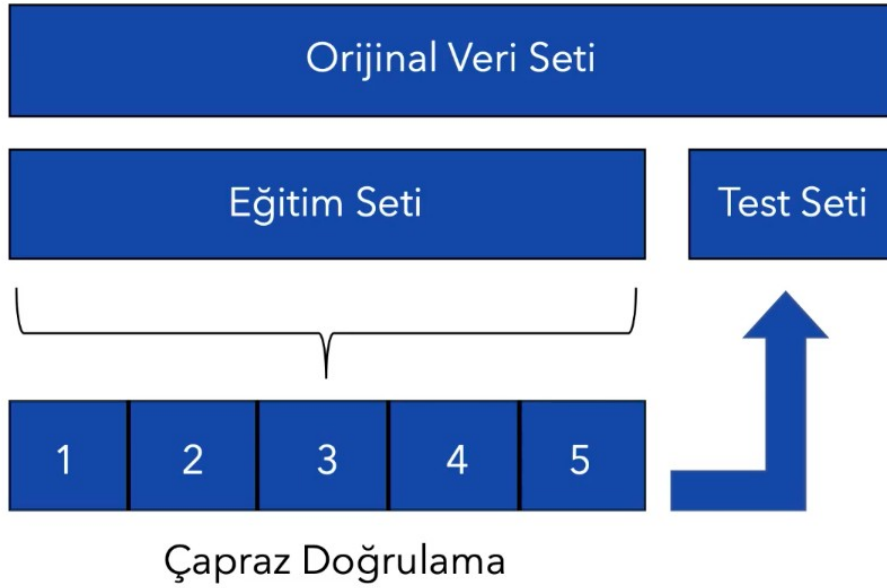 Orijinal Veri Seti
Eğitim Seti
Test Seti
1 2 3 4 5
Çapraz Doğrulama